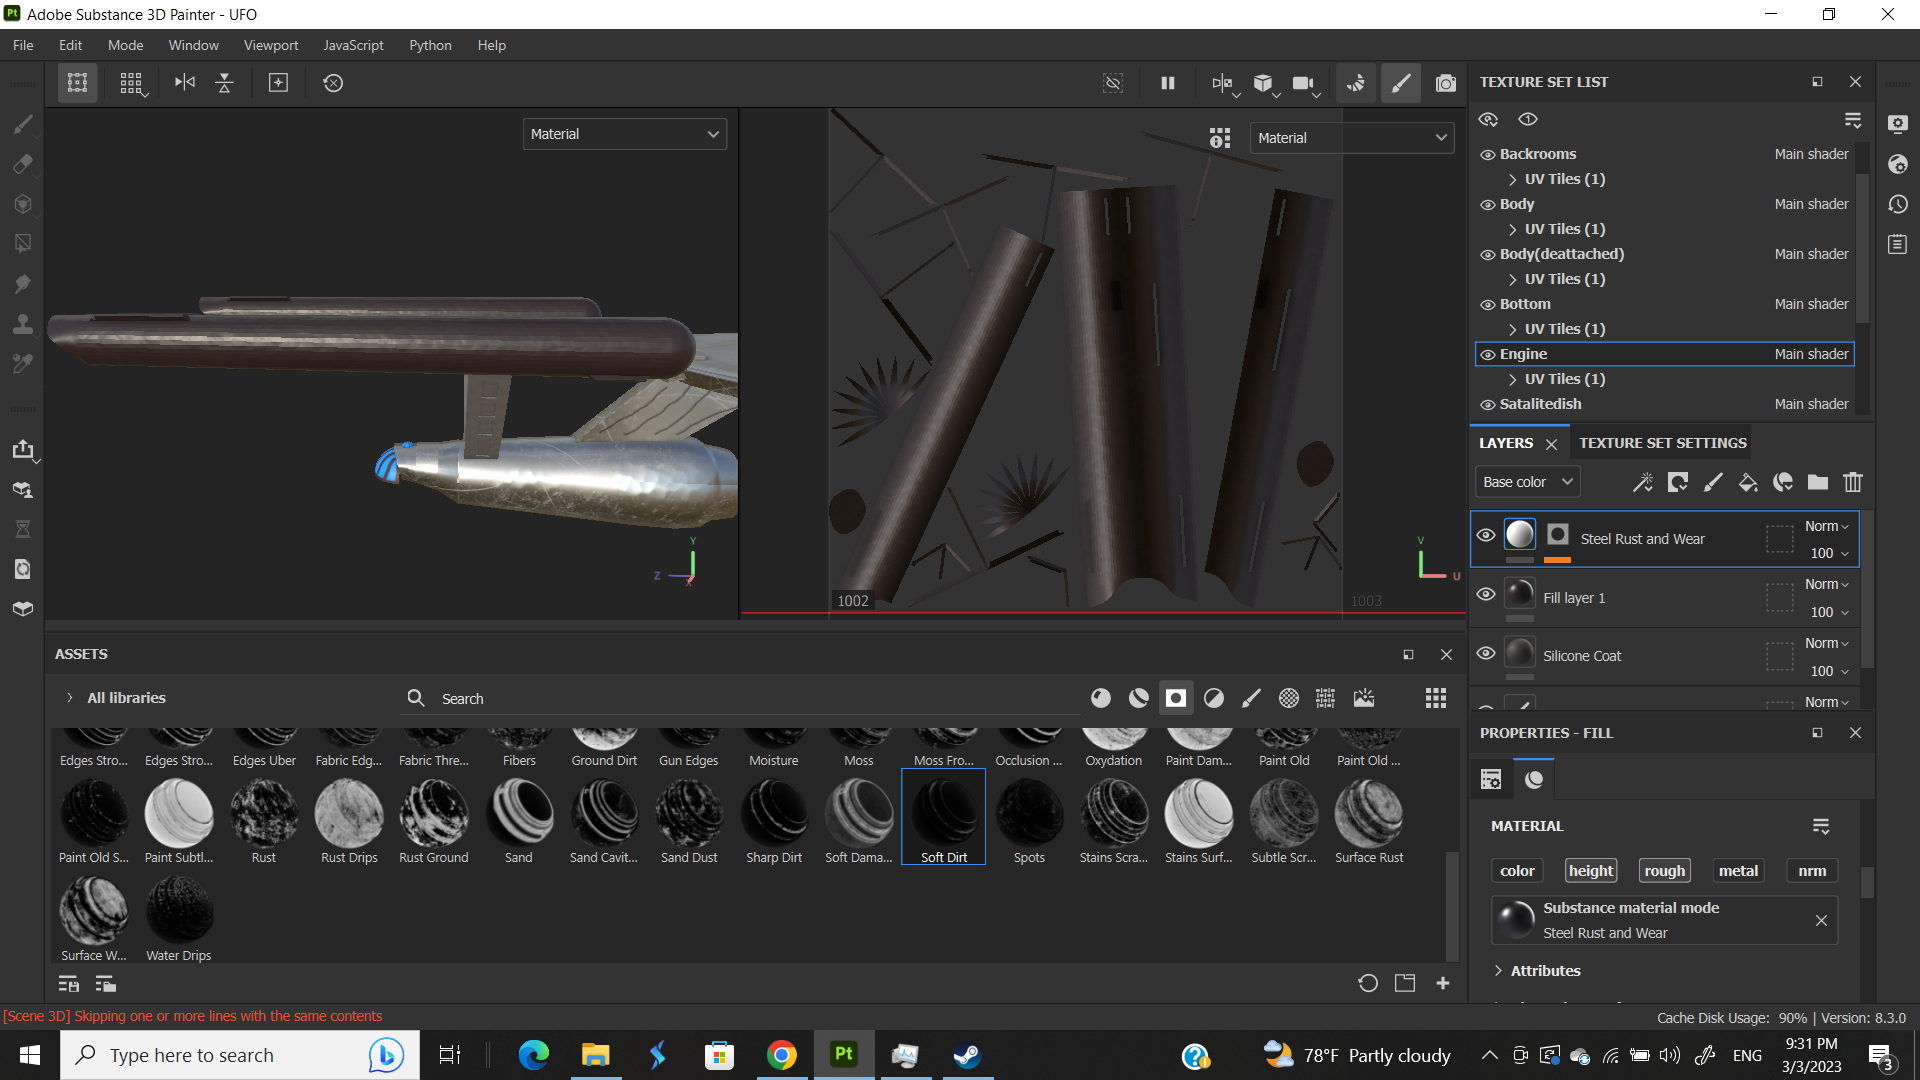 Adobe Substance 3D Painter - UFO
File Edit Mode Window Viewport JavaScript Python Help
Material
Material
Y
Z
X
V
U
1002
1003
TEXTURE SET LIST
Backrooms Main shader
UV Tiles (1)
Body Main shader
UV Tiles (1)
Body(deattached) Main shader
UV Tiles (1)
Bottom Main shader
UV Tiles (1)
Engine Main shader
UV Tiles (1)
Satalitedish Main shader
LAYERS TEXTURE SET SETTINGS
Base color
Steel Rust and Wear Norm
100
Fill layer 1 Norm
100
Silicone Coat Norm
100
Norm
PROPERTIES - FILL
MATERIAL
color height rough metal nrm
Substance material mode
Steel Rust and Wear
Attributes
ASSETS
All libraries Search
Edges Stro... Edges Stro... Edges Uber Fabric Edg... Fabric Thre... Fibers Ground Dirt Gun Edges Moisture Moss Moss Fro... Occlusion ... Oxydation Paint Dam... Paint Old Paint Old ...
Paint Old S... Paint Subtl... Rust Rust Drips Rust Ground Sand Sand Cavit... Sand Dust Sharp Dirt Soft Dama... Soft Dirt Spots Stains Scra... Stains Surf... Subtle Scr... Surface Rust
Surface W... Water Drips
[Scene 3D] Skipping one or more lines with the same contents
Cache Disk Usage: 90% | Version: 8.3.0
Type here to search
Pt
78°F Partly cloudy
ENG
9:31 PM
3/3/2023
3